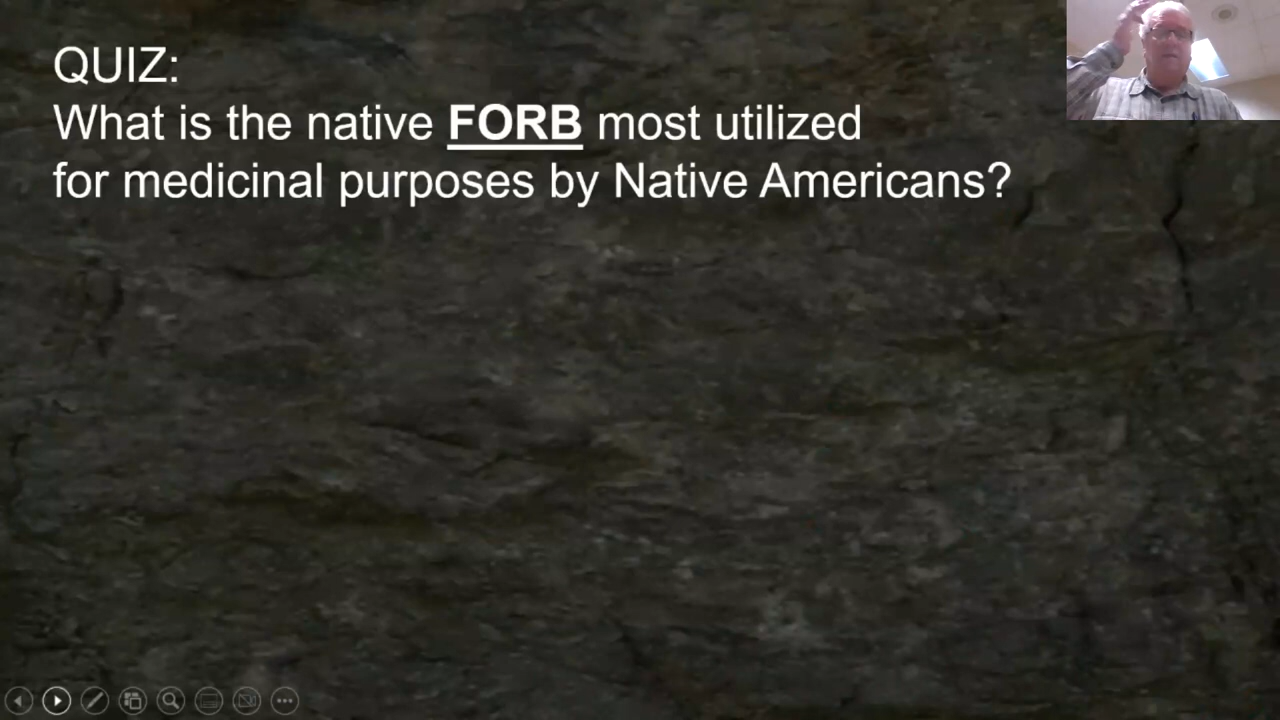 QUIZ:
What is the native FORB most utilized
for medicinal purposes by Native Americans?